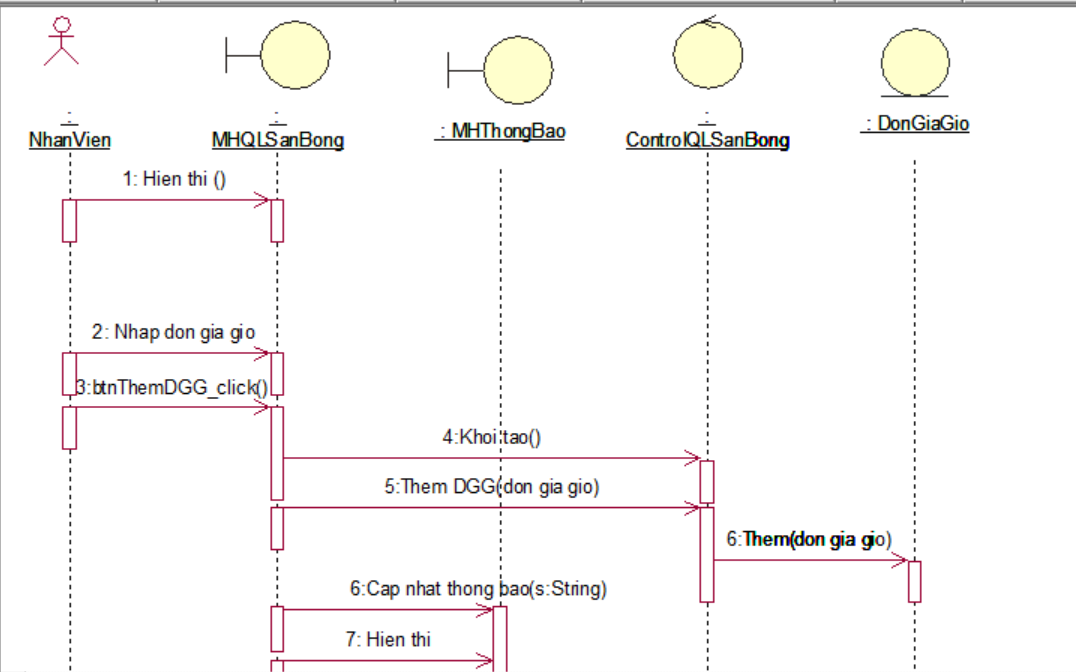 :
NhanVien
:
MHQLSanBong
: MHThongBao
:
ControlQLSanBong
: DonGiaGio
1: Hien thi ()
2: Nhap don gia gio
3:btnThemDGG_click()
4:Khoi tao()
5:Them DGG(don gia gio)
6:Them(don gia gio)
6:Cap nhat thong bao(s:String)
7: Hien thi